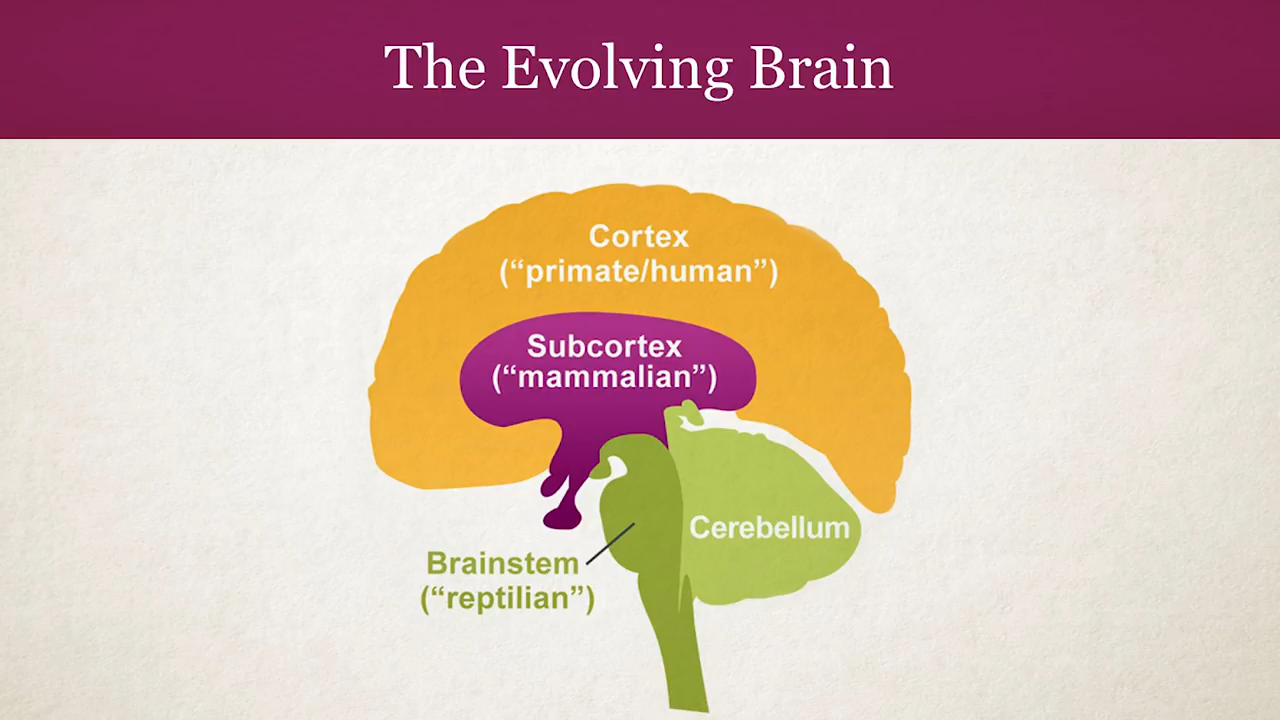 The Evolving Brain
Cortex
(“primate/human”)
Subcortex
(“mammalian”)
Cerebellum
Brainstem
(“reptilian”)